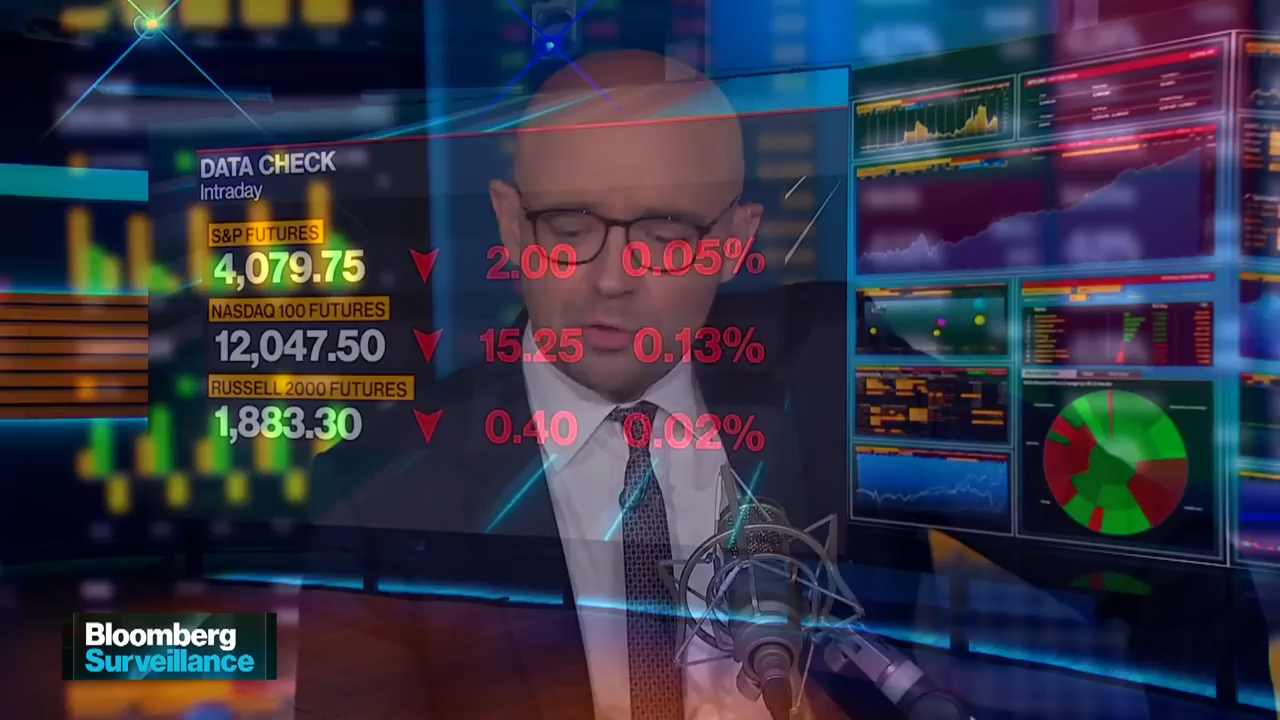 DATA CHECK
Intraday
S&P FUTURES
4,079.75 2.00 0.05%
NASDAQ 100 FUTURES
12,047.50 15.25 0.13%
RUSSELL 2000 FUTURES
1,883.30 0.40 0.02%
Bloomberg
Surveillance